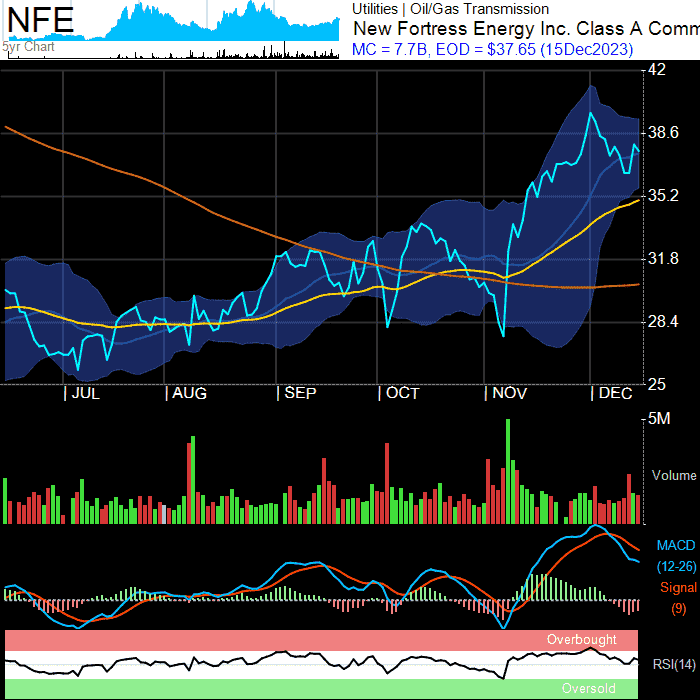 NFE
5yr Chart
Utilities | Oil/Gas Transmission
New Fortress Energy Inc. Class A Comm
MC = 7.7B, EOD = $37.65 (15Dec2023)
42
38.6
35.2
31.8
28.4
25
| JUL | AUG | SEP | OCT | NOV | DEC
5M
Volume
MACD
(12-26)
Signal
(9)
Overbought
RSI(14)
Oversold